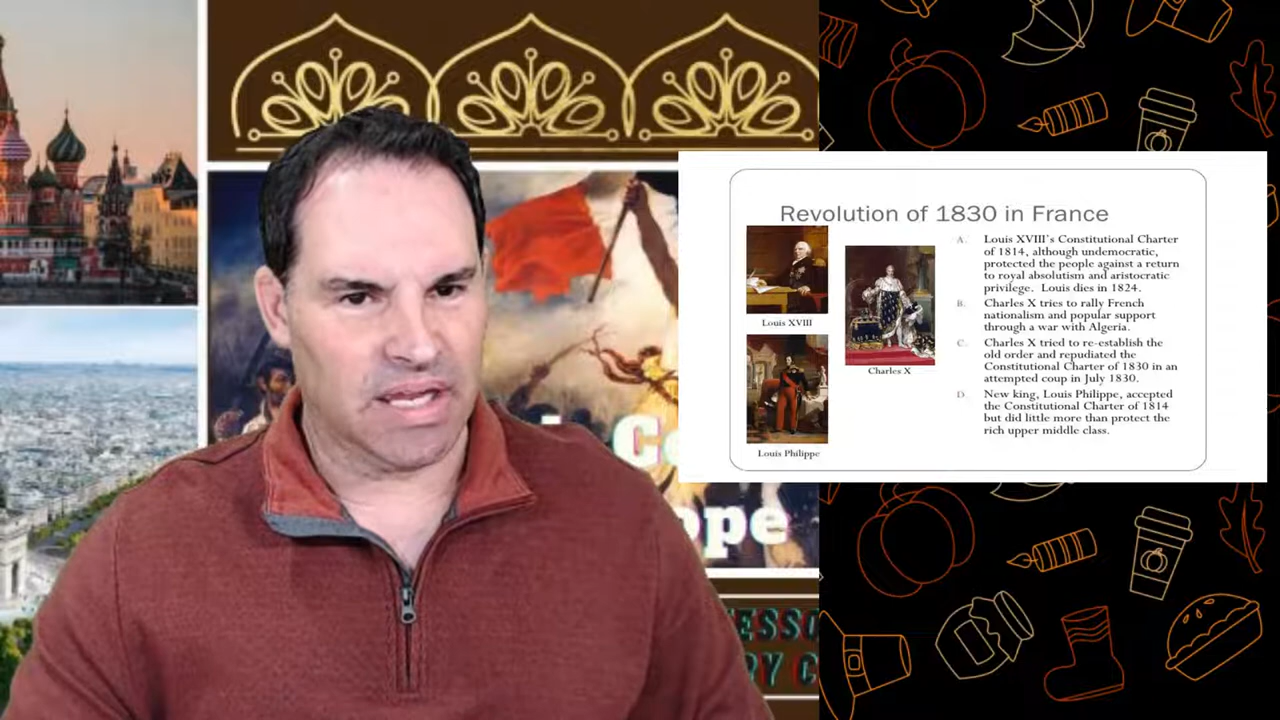 Revolution of 1830 in France
Louis XVIII
Charles X
Louis Philippe
A. Louis XVIII's Constitutional Charter
of 1814, although undemocratic,
protected the people against a return
to royal absolutism and aristocratic
privilege. Louis dies in 1824.
B. Charles X tries to rally French
nationalism and popular support
through a war with Algeria.
C. Charles X tried to re-establish the
old order and repudiated the
Constitutional Charter of 1830 in an
attempted coup in July 1830.
D. New king, Louis Philippe, accepted
the Constitutional Charter of 1814
but did little more than protect the
rich upper middle class.